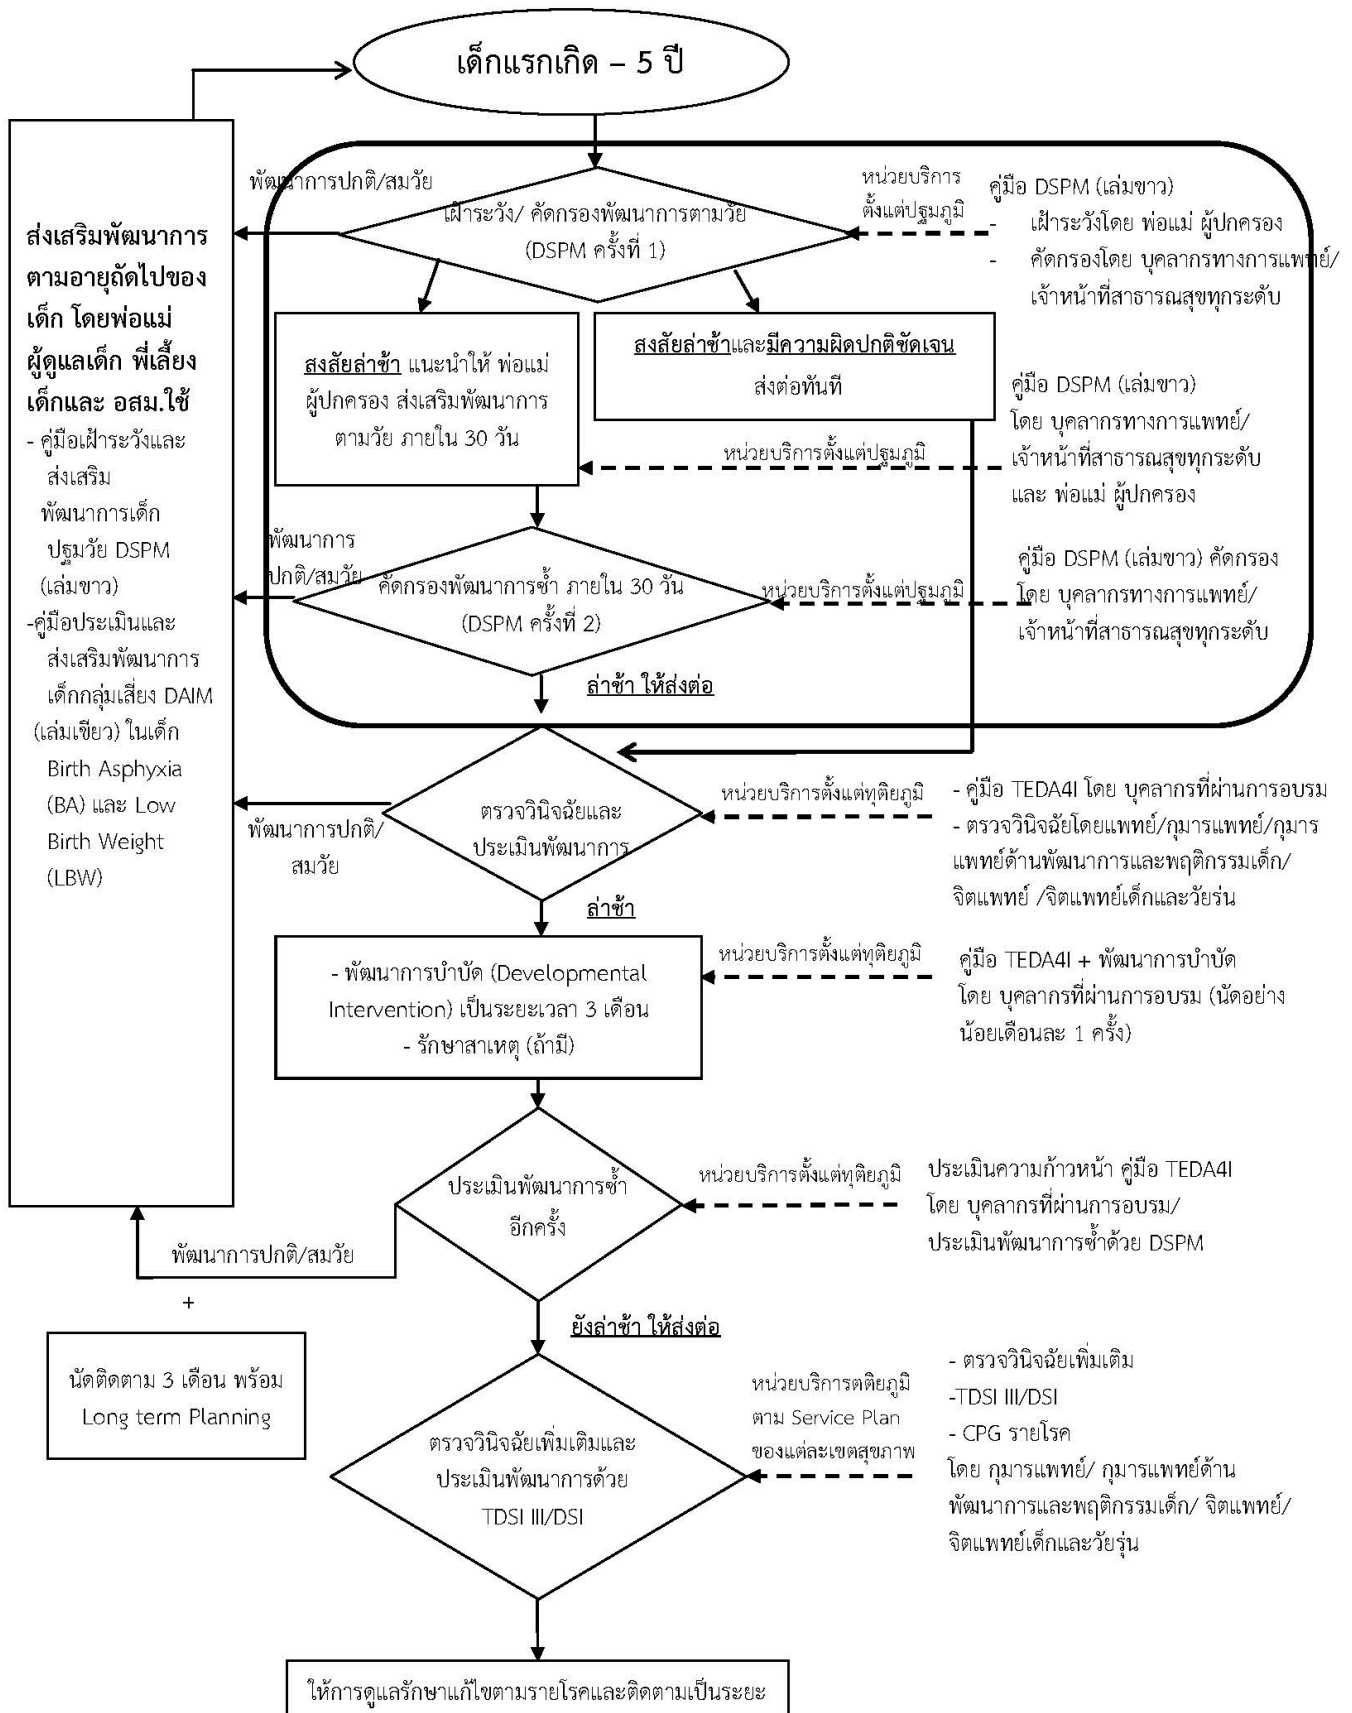 เด็กแรกเกิด – 5 ปี
พัฒนาการปกติ/สมวัย
เฝ้าระวัง/ คัดกรองพัฒนาการตามวัย
(DSPM ครั้งที่ 1)
หน่วยบริการ
ตั้งแต่ปฐมภูมิ
คู่มือ DSPM (เล่มขาว)
- เฝ้าระวังโดย พ่อแม่ ผู้ปกครอง
- คัดกรองโดย บุคลากรทางการแพทย์/
เจ้าหน้าที่สาธารณสุขทุกระดับ
ส่งเสริมพัฒนาการ
ตามอายุถัดไปของ
เด็ก โดยพ่อแม่
ผู้ดูแลเด็ก พี่เลี้ยง
เด็กและ อสม.ใช้
- คู่มือเฝ้าระวังและ
ส่งเสริม
พัฒนาการเด็ก
ปฐมวัย DSPM
(เล่มขาว)
-คู่มือประเมินและ
ส่งเสริมพัฒนาการ
เด็กกลุ่มเสี่ยง DAIM
(เล่มเขียว) ในเด็ก
Birth Asphyxia
(BA) และ Low
Birth Weight
(LBW)
สงสัยล่าช้า แนะนำให้ พ่อแม่
ผู้ปกครอง ส่งเสริมพัฒนาการ
ตามวัย ภายใน 30 วัน
สงสัยล่าช้าและมีความผิดปกติชัดเจน
ส่งต่อทันที
หน่วยบริการตั้งแต่ปฐมภูมิ
คู่มือ DSPM (เล่มขาว)
โดย บุคลากรทางการแพทย์/
เจ้าหน้าที่สาธารณสุขทุกระดับ
และ พ่อแม่ ผู้ปกครอง
พัฒนาการ
ปกติ/สมวัย
คัดกรองพัฒนาการซ้ำ ภายใน 30 วัน
(DSPM ครั้งที่ 2)
หน่วยบริการตั้งแต่ปฐมภูมิ
คู่มือ DSPM (เล่มขาว) คัดกรอง
โดย บุคลากรทางการแพทย์/
เจ้าหน้าที่สาธารณสุขทุกระดับ
ล่าช้า ให้ส่งต่อ
ตรวจวินิจฉัยและ
ประเมินพัฒนาการ
พัฒนาการปกติ/
สมวัย
หน่วยบริการตั้งแต่ทุติยภูมิ
- คู่มือ TEDA4I โดย บุคลากรที่ผ่านการอบรม
- ตรวจวินิจฉัยโดยแพทย์/กุมารแพทย์/กุมาร
แพทย์ด้านพัฒนาการและพฤติกรรมเด็ก/
จิตแพทย์ /จิตแพทย์เด็กและวัยรุ่น
ล่าช้า
- พัฒนาการบำบัด (Developmental
Intervention) เป็นระยะเวลา 3 เดือน
- รักษาสาเหตุ (ถ้ามี)
หน่วยบริการตั้งแต่ทุติยภูมิ
คู่มือ TEDA4I + พัฒนาการบำบัด
โดย บุคลากรที่ผ่านการอบรม (นัดอย่าง
น้อยเดือนละ 1 ครั้ง)
ประเมินพัฒนาการซ้ำ
อีกครั้ง
หน่วยบริการตั้งแต่ทุติยภูมิ
ประเมินความก้าวหน้า คู่มือ TEDA4I
โดย บุคลากรที่ผ่านการอบรม/
ประเมินพัฒนาการซ้ำด้วย DSPM
พัฒนาการปกติ/สมวัย
+
นัดติดตาม 3 เดือน พร้อม
Long term Planning
ยังล่าช้า ให้ส่งต่อ
ตรวจวินิจฉัยเพิ่มเติมและ
ประเมินพัฒนาการด้วย
TDSI III/DSI
หน่วยบริการตติยภูมิ
ตาม Service Plan
ของแต่ละเขตสุขภาพ
- ตรวจวินิจฉัยเพิ่มเติม
-TDSI III/DSI
- CPG รายโรค
โดย กุมารแพทย์/ กุมารแพทย์ด้าน
พัฒนาการและพฤติกรรมเด็ก/ จิตแพทย์/
จิตแพทย์เด็กและวัยรุ่น
ให้การดูแลรักษาแก้ไขตามรายโรคและติดตามเป็นระยะ